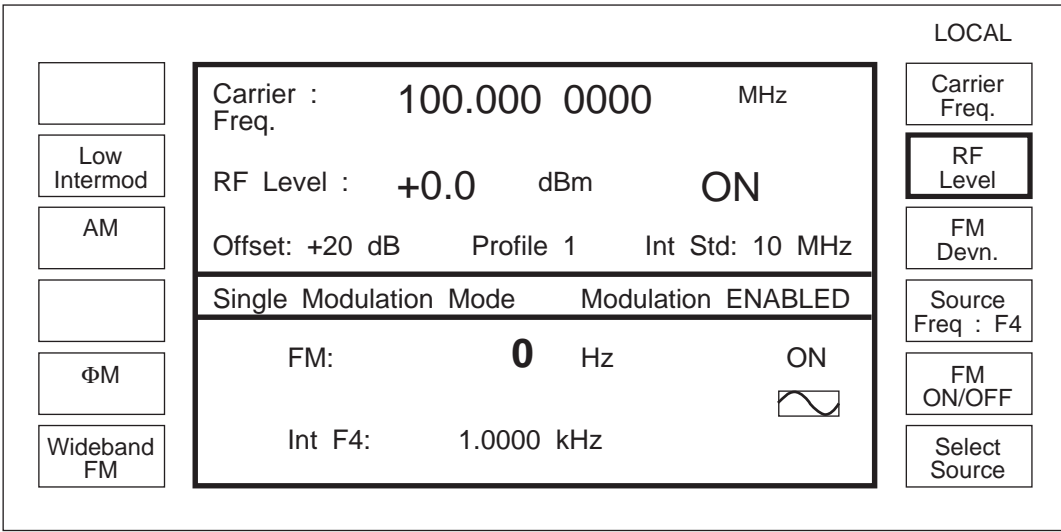 LOCAL
Low
Intermod
AM
ΦM
Wideband
FM
Carrier : 100.000 0000 MHz
Freq.
RF Level : +0.0 dBm ON
Offset: +20 dB Profile 1 Int Std: 10 MHz
Single Modulation Mode Modulation ENABLED
FM: 0 Hz ON
Int F4: 1.0000 kHz
Carrier
Freq.
RF
Level
FM
Devn.
Source
Freq : F4
FM
ON/OFF
Select
Source